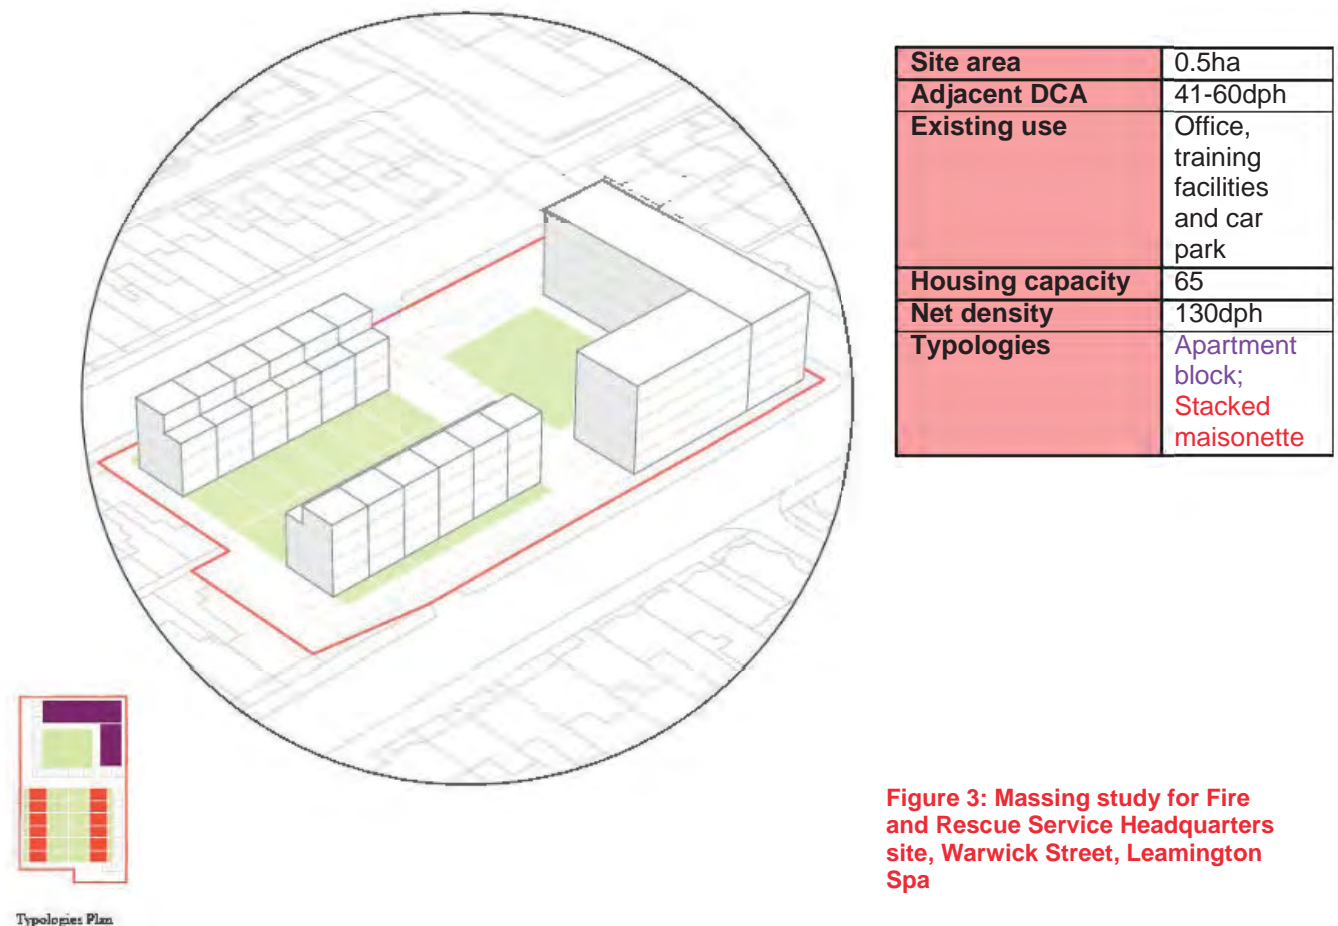 Site area 0.5ha
Adjacent DCA 41-60dph
Existing use Office,
training
facilities
and car
park
Housing capacity 65
Net density 130dph
Typologies Apartment
block;
Stacked
maisonette
Figure 3: Massing study for Fire
and Rescue Service Headquarters
site, Warwick Street, Leamington
Spa
Typologies Plan